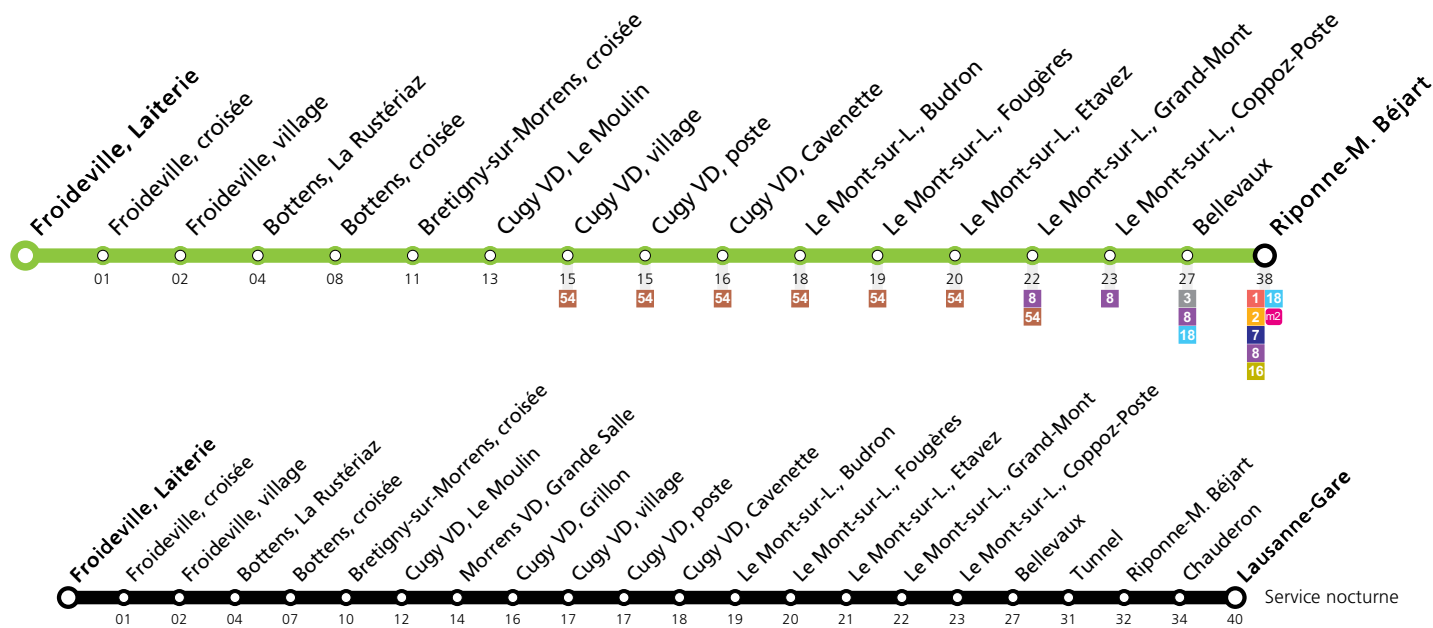 Froideville, Laiterie
Froideville, croisée
Froideville, village
Bottens, La Rustériaz
Bottens, croisée
Bretigny-sur-Morrens, croisée
Cugy VD, Le Moulin
Cugy VD, village
Cugy VD, poste
Cugy VD, Cavenette
Le Mont-sur-L., Budron
Le Mont-sur-L., Fougères
Le Mont-sur-L., Etavez
Le Mont-sur-L., Grand-Mont
Le Mont-sur-L., Coppoz-Poste
Bellevaux
Riponne-M. Béjart
01 02 04 08 11 13 15 15 16 18 19 20 22 23 27 38
54 54 54 54 54 54 8 8 3 1 18
54 8 2 m2
18 7
8
16
Froideville, Laiterie
Froideville, croisée
Froideville, village
Bottens, La Rustériaz
Bottens, croisée
Bretigny-sur-Morrens, croisée
Cugy VD, Le Moulin
Morrens VD, Grande Salle
Cugy VD, Grillon
Cugy VD, village
Cugy VD, poste
Cugy VD, Cavenette
Le Mont-sur-L., Budron
Le Mont-sur-L., Fougères
Le Mont-sur-L., Etavez
Le Mont-sur-L., Grand-Mont
Le Mont-sur-L., Coppoz-Poste
Bellevaux
Tunnel
Riponne-M. Béjart
Chauderon
Lausanne-Gare
Service nocturne
01 02 04 07 10 12 14 16 17 17 18 19 20 21 22 23 27 31 32 34 40